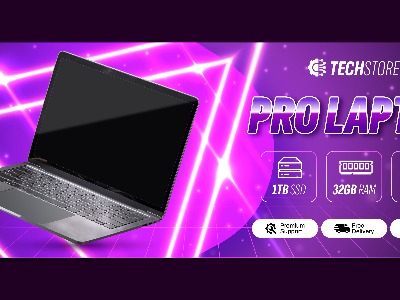 TECHSTORE
PRO LAPT
1TB SSD
32GB RAM
Premium
Support
Free
Delivery